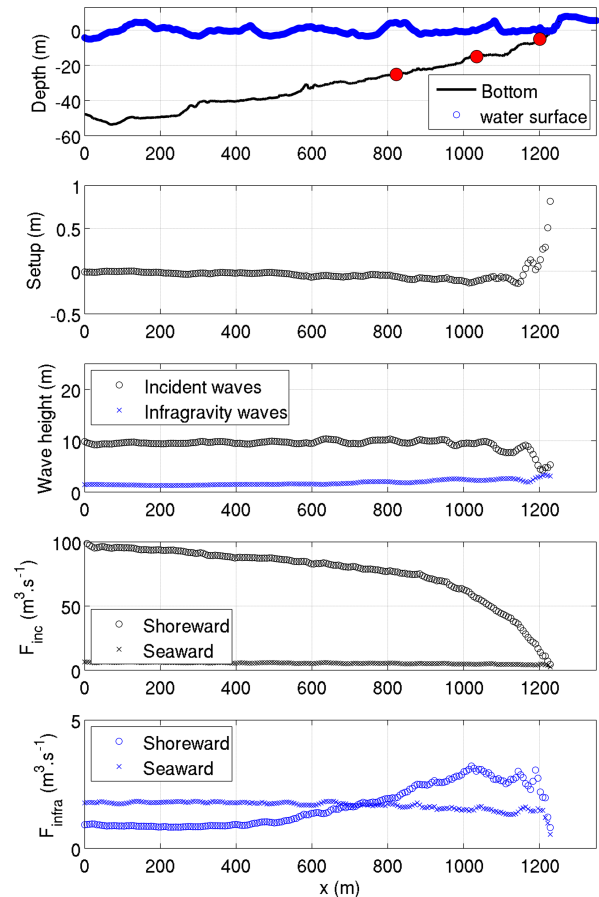 0
-20
-40
-60
Depth (m)
Bottom
water surface
0 200 400 600 800 1000 1200
1
0.5
0
-0.5
Setup (m)
0 200 400 600 800 1000 1200
20
10
0
Wave height (m)
Incident waves
Infragravity waves
0 200 400 600 800 1000 1200
100
50
0
F_inc (m³.s⁻¹)
Shoreward
Seaward
0 200 400 600 800 1000 1200
5
0
F_infra (m³.s⁻¹)
Shoreward
Seaward
0 200 400 600 800 1000 1200
x (m)